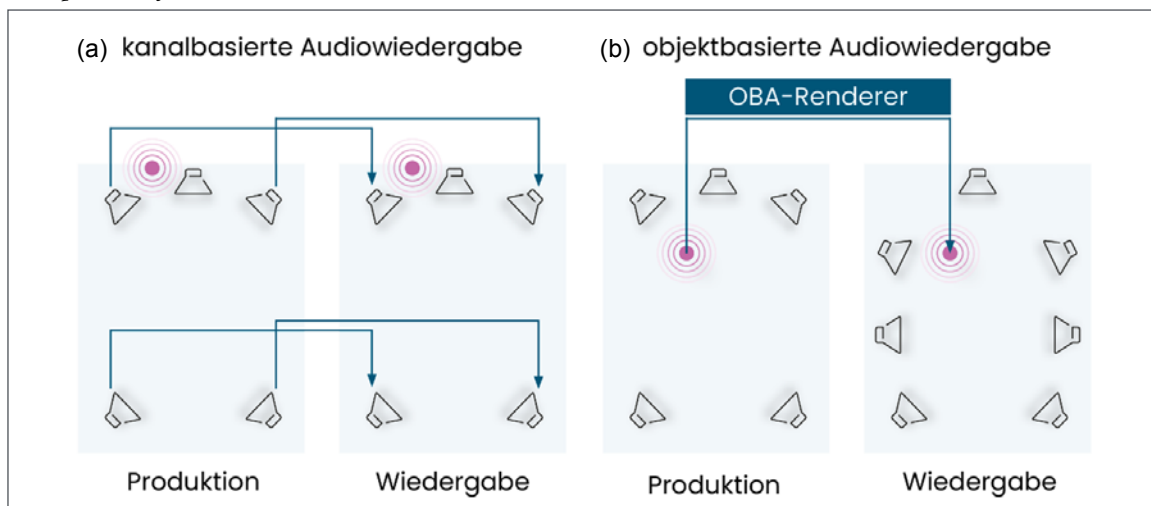 (a) kanalbasierte Audiowiedergabe
(b) objektbasierte Audiowiedergabe
OBA-Renderer
Produktion
Wiedergabe
Produktion
Wiedergabe